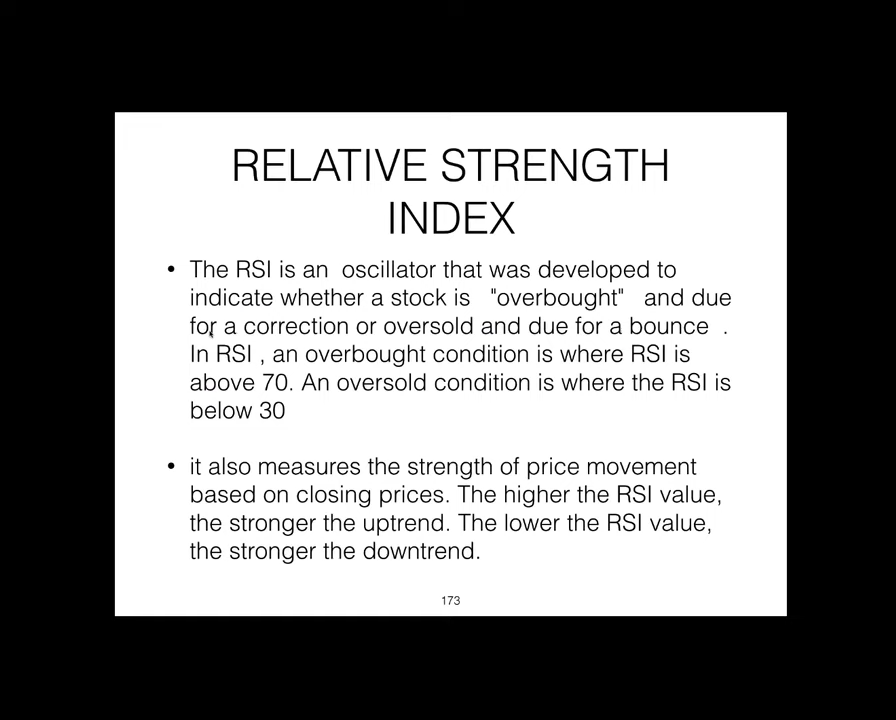 RELATIVE STRENGTH
INDEX
• The RSI is an oscillator that was developed to
indicate whether a stock is "overbought" and due
for a correction or oversold and due for a bounce .
In RSI , an overbought condition is where RSI is
above 70. An oversold condition is where the RSI is
below 30
• it also measures the strength of price movement
based on closing prices. The higher the RSI value,
the stronger the uptrend. The lower the RSI value,
the stronger the downtrend.
173